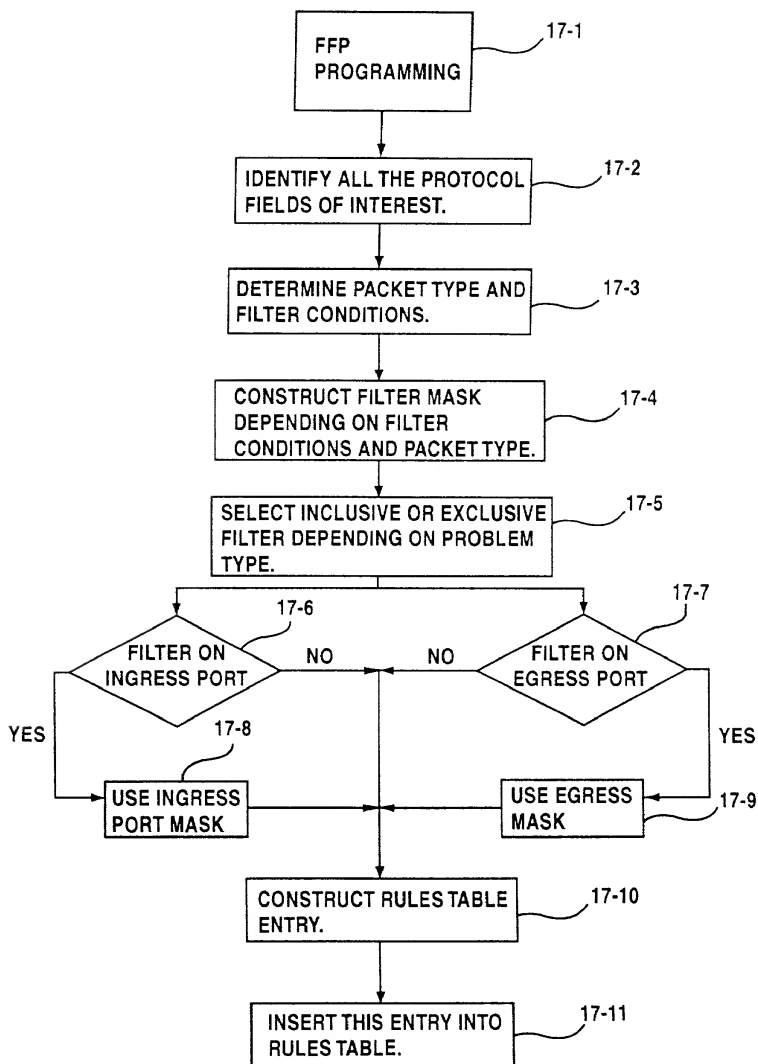 FFP
PROGRAMMING
17-1
IDENTIFY ALL THE PROTOCOL
FIELDS OF INTEREST.
17-2
DETERMINE PACKET TYPE AND
FILTER CONDITIONS.
17-3
CONSTRUCT FILTER MASK
DEPENDING ON FILTER
CONDITIONS AND PACKET TYPE.
17-4
SELECT INCLUSIVE OR EXCLUSIVE
FILTER DEPENDING ON PROBLEM
TYPE.
17-5
17-6
FILTER ON
INGRESS PORT
NO
NO
17-7
FILTER ON
EGRESS PORT
YES
YES
17-8
USE INGRESS
PORT MASK
USE EGRESS
MASK
17-9
CONSTRUCT RULES TABLE
ENTRY.
17-10
INSERT THIS ENTRY INTO
RULES TABLE.
17-11